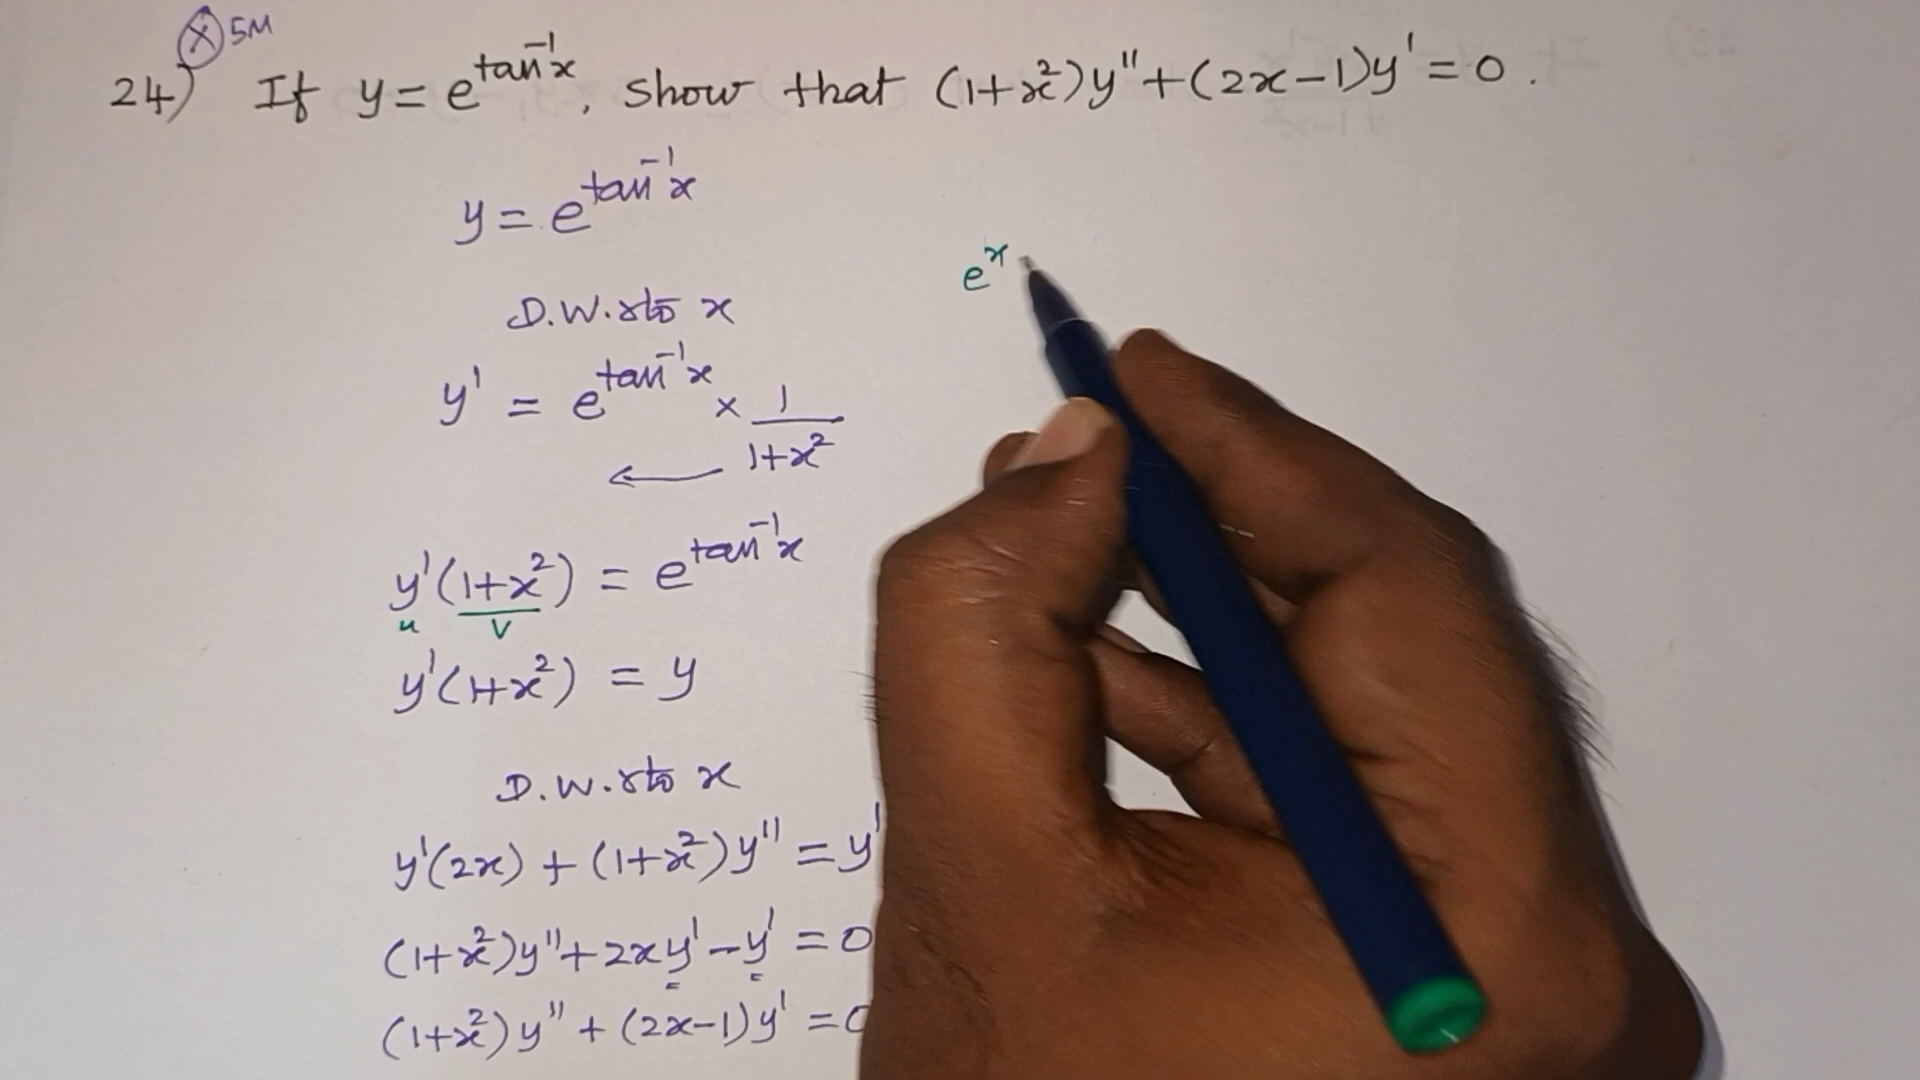 (x) 5M
24) If y = e^tan⁻¹x, show that (1+x²)y'' + (2x-1)y' = 0.
y = e^tan⁻¹x
e^x
D.W.r to x
y' = e^tan⁻¹x × 1/1+x²
←
y'(1+x²) = e^tan⁻¹x
u v
y'(1+x²) = y
D.W.r to x
y'(2x) + (1+x²)y'' = y'
(1+x²)y'' + 2xy' - y' = 0
(1+x²)y'' + (2x-1)y' = 0